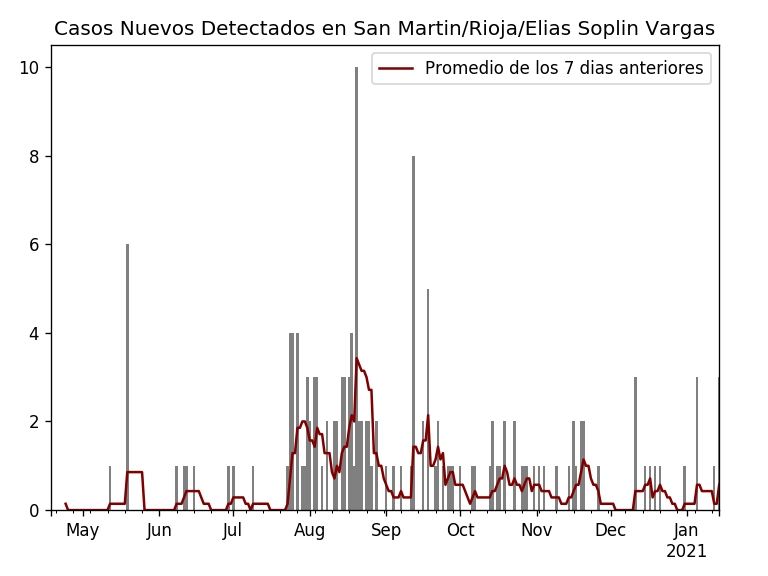 Casos Nuevos Detectados en San Martin/Rioja/Elias Soplin Vargas
Promedio de los 7 dias anteriores
10
8
6
4
2
0
May Jun Jul Aug Sep Oct Nov Dec Jan
2021